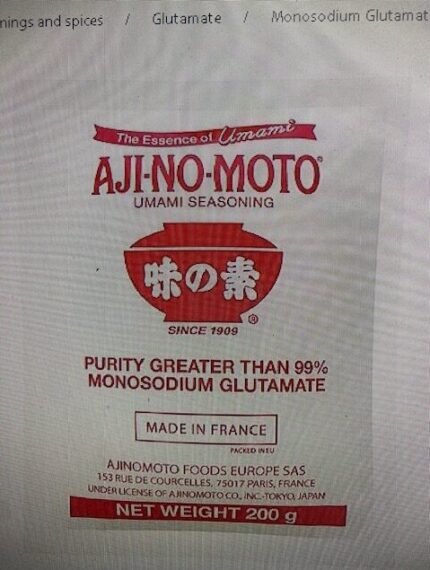 nings and spices / Glutamate / Monosodium Glutamat
The Essence of Umami
AJI-NO-MOTO®
UMAMI SEASONING
味の素
®
SINCE 1909
PURITY GREATER THAN 99%
MONOSODIUM GLUTAMATE
MADE IN FRANCE
PACKED IN EU
AJINOMOTO FOODS EUROPE SAS
153 RUE DE COURCELLES, 75017 PARIS, FRANCE
UNDER LICENSE OF AJINOMOTO CO., INC.-TOKYO, JAPAN
NET WEIGHT 200 g